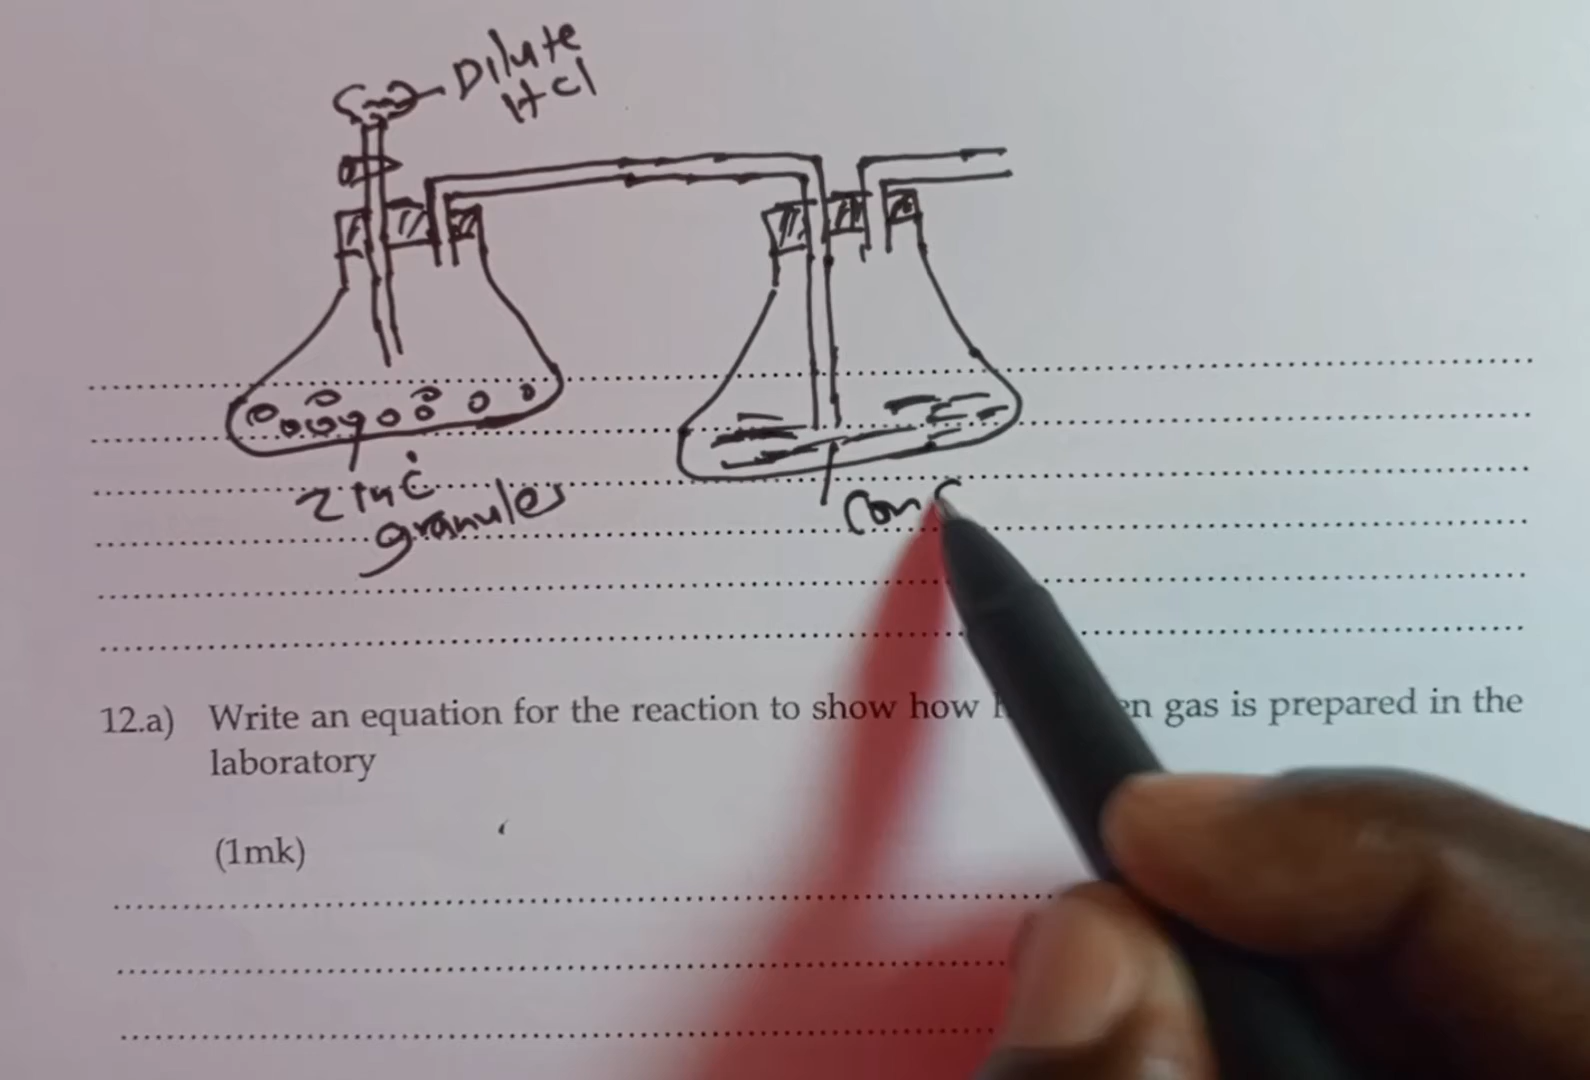 Dilute
HCl
Zinc
granules
Conc
12.a) Write an equation for the reaction to show how gas is prepared in the
laboratory
(1mk)